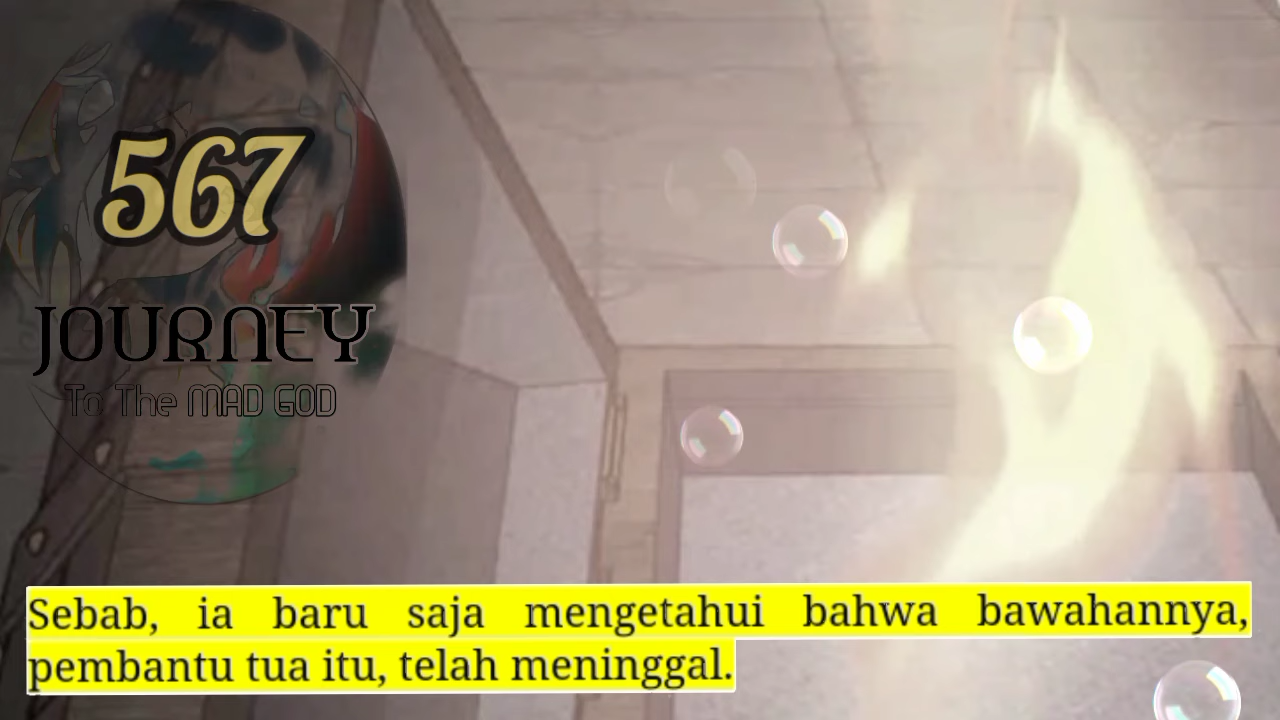 567
JOURNEY
To The MAD GOD
Sebab, ia baru saja mengetahui bahwa bawahannya,
pembantu tua itu, telah meninggal.